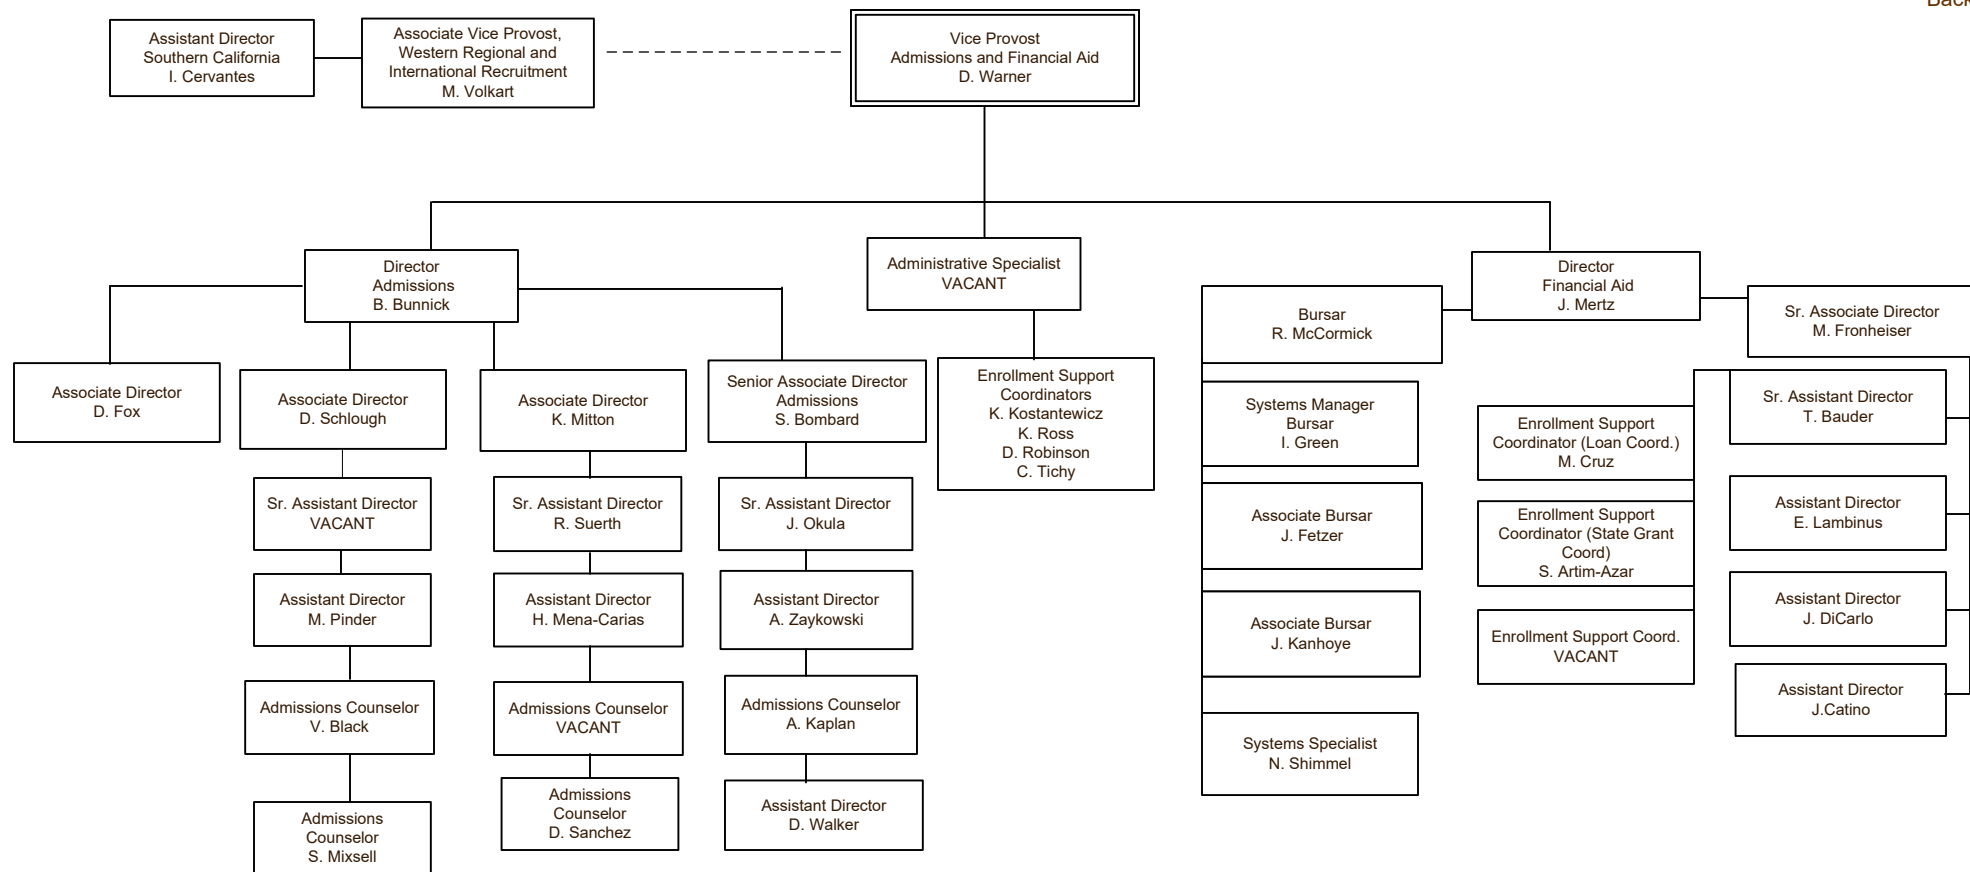 Back
Assistant Director
Southern California
I. Cervantes
Associate Vice Provost,
Western Regional and
International Recruitment
M. Volkart
Vice Provost
Admissions and Financial Aid
D. Warner
Director
Admissions
B. Bunnick
Administrative Specialist
VACANT
Director
Financial Aid
J. Mertz
Bursar
R. McCormick
Sr. Associate Director
M. Fronheiser
Associate Director
D. Fox
Associate Director
D. Schlough
Associate Director
K. Mitton
Senior Associate Director
Admissions
S. Bombard
Enrollment Support
Coordinators
K. Kostantewicz
K. Ross
D. Robinson
C. Tichy
Systems Manager
Bursar
I. Green
Enrollment Support
Coordinator (Loan Coord.)
M. Cruz
Sr. Assistant Director
T. Bauder
Sr. Assistant Director
VACANT
Sr. Assistant Director
R. Suerth
Sr. Assistant Director
J. Okula
Associate Bursar
J. Fetzer
Enrollment Support
Coordinator (State Grant
Coord)
S. Artim-Azar
Assistant Director
E. Lambinus
Assistant Director
M. Pinder
Assistant Director
H. Mena-Carias
Assistant Director
A. Zaykowski
Associate Bursar
J. Kanhoye
Enrollment Support Coord.
VACANT
Assistant Director
J. DiCarlo
Admissions Counselor
V. Black
Admissions Counselor
VACANT
Admissions Counselor
A. Kaplan
Systems Specialist
N. Shimmel
Assistant Director
J.Catino
Admissions
Counselor
S. Mixsell
Admissions
Counselor
D. Sanchez
Assistant Director
D. Walker